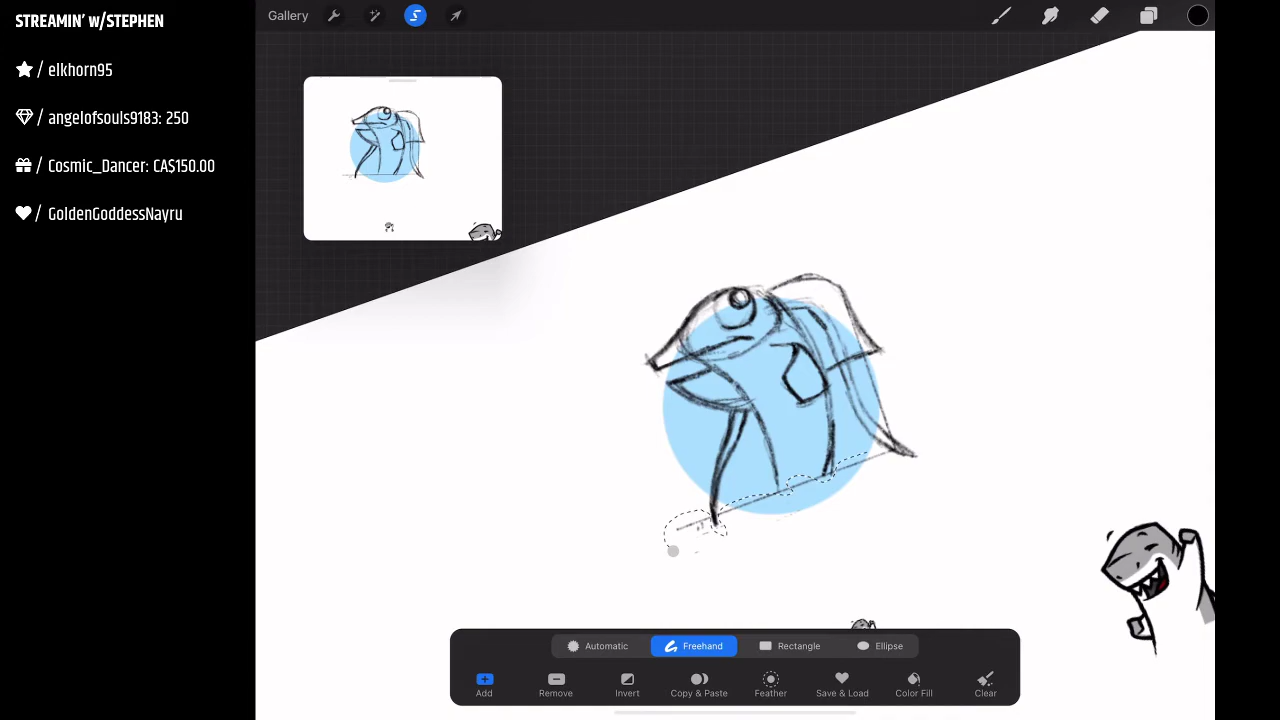 STREAMIN' w/STEPHEN
/ elkhorn95
/ angelofsouls9183: 250
/ Cosmic_Dancer: CA$150.00
/ GoldenGoddessNayru
Gallery
Automatic Freehand Rectangle Ellipse
Add Remove Invert Copy & Paste Feather Save & Load Color Fill Clear